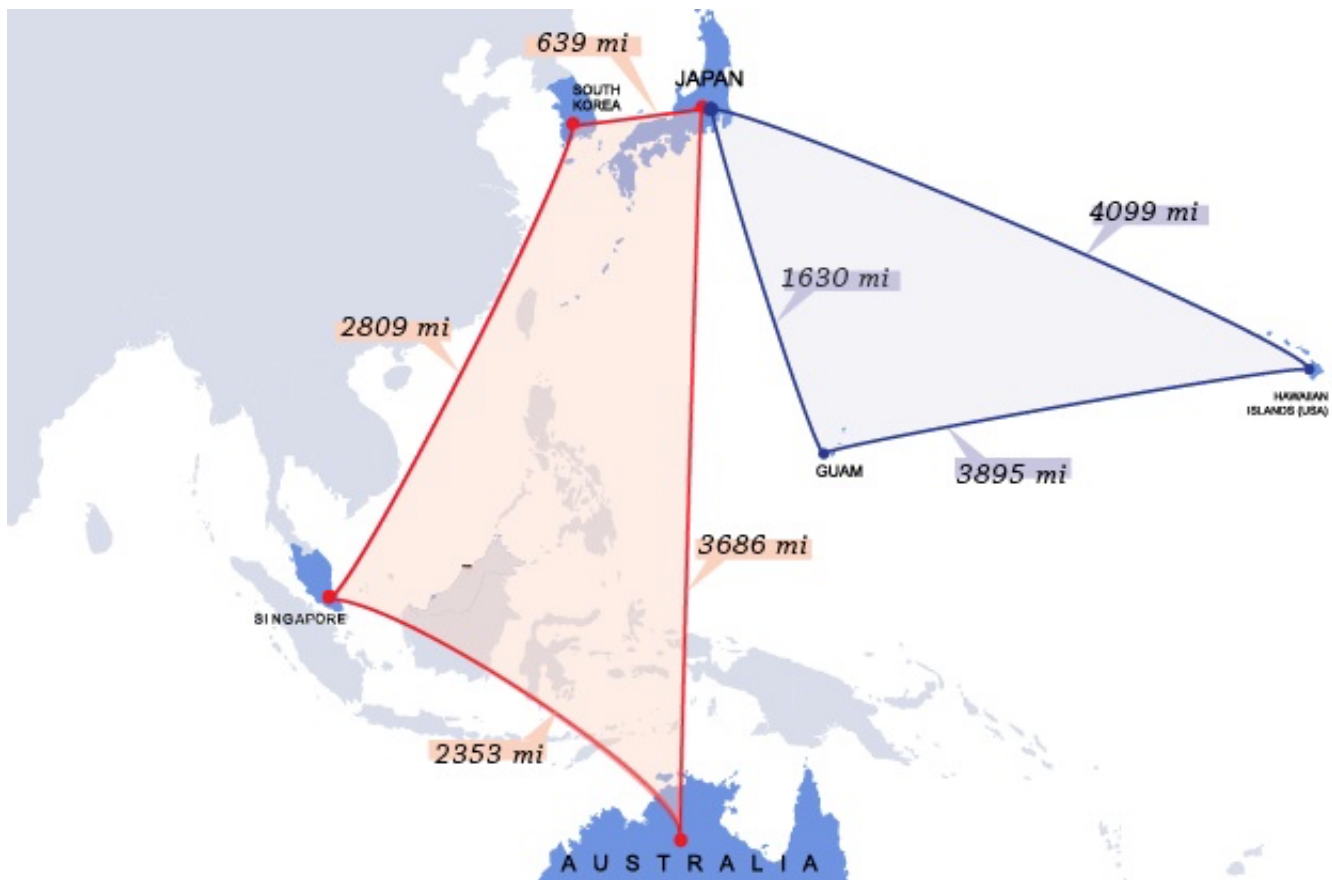 639 mi
JAPAN
SOUTH
KOREA
4099 mi
1630 mi
2809 mi
HAWAIIAN
ISLANDS (USA)
GUAM
3895 mi
3686 mi
SINGAPORE
2353 mi
AUSTRALIA